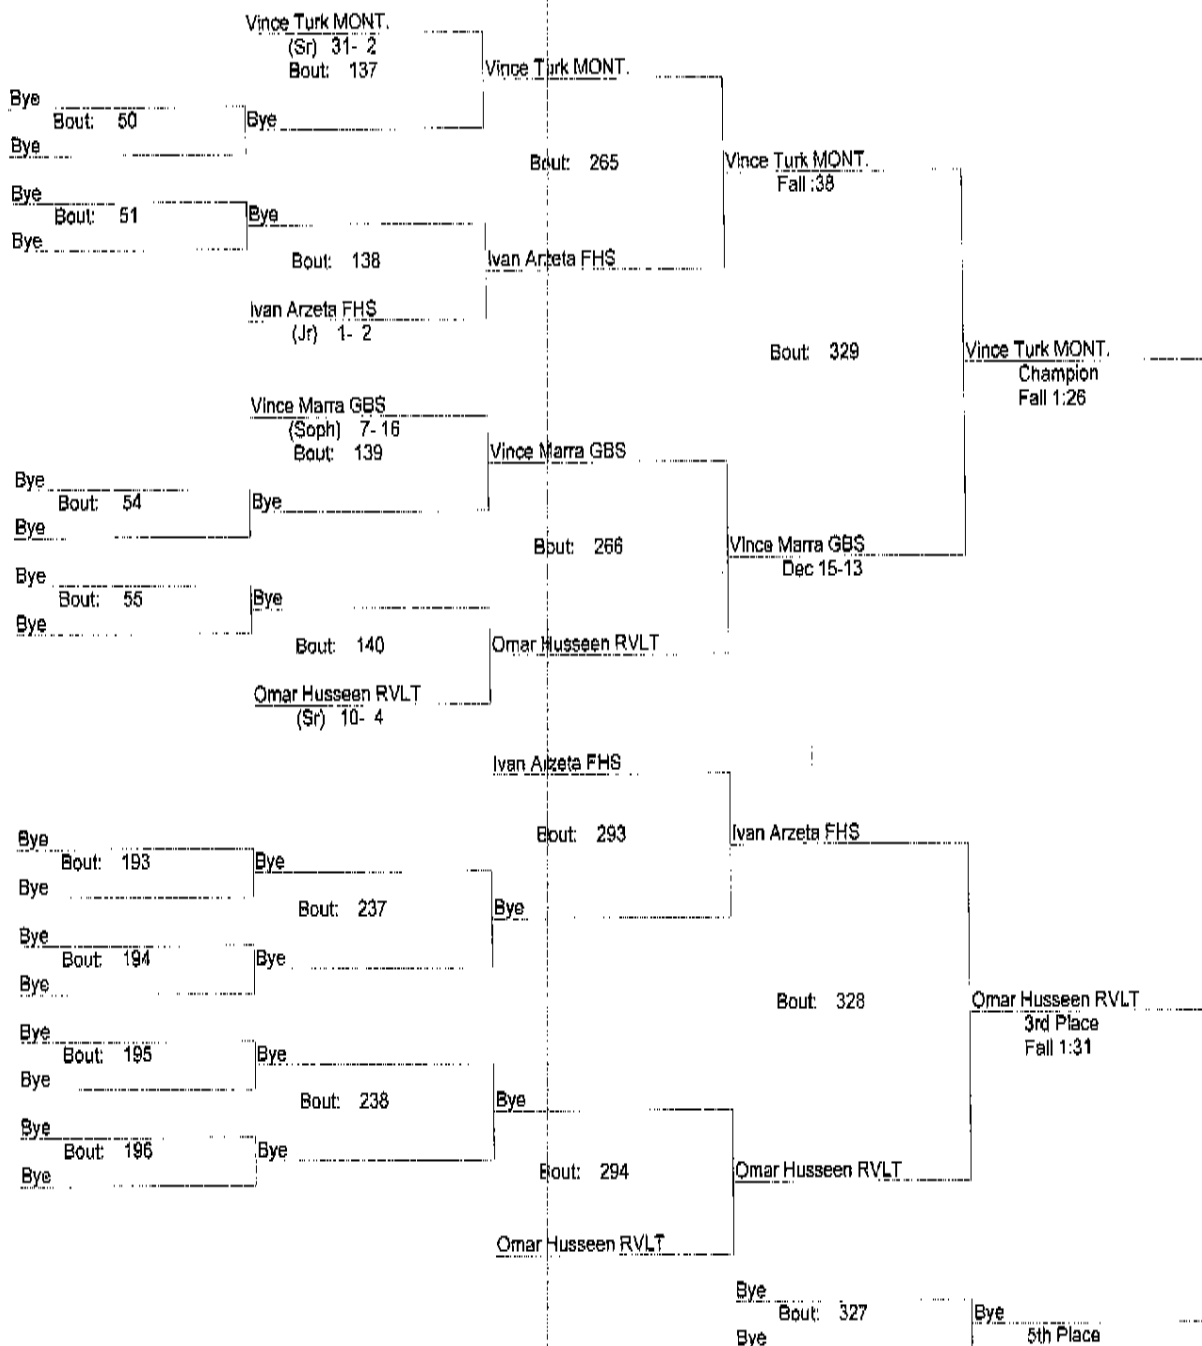 Vince Turk MONT.
(Sr) 31- 2
Bout: 137
Vince Turk MONT.
Bye
Bout: 50
Bye
Bye
Bout: 265
Vince Turk MONT.
Fall :38
Bye
Bout: 51
Bye
Bye
Bout: 138
Ivan Arzeta FHS
Ivan Arzeta FHS
(Jr) 1- 2
Bout: 329
Vince Turk MONT.
Champion
Fall 1:26
Vince Marra GBS
(Soph) 7- 16
Bout: 139
Vince Marra GBS
Bye
Bout: 54
Bye
Bye
Bout: 266
Vince Marra GBS
Dec 15-13
Bye
Bout: 55
Bye
Bye
Bout: 140
Omar Husseen RVLT
Omar Husseen RVLT
(Sr) 10- 4
Ivan Arzeta FHS
Bout: 293
Ivan Arzeta FHS
Bye
Bout: 193
Bye
Bye
Bout: 237
Bye
Bye
Bout: 194
Bye
Bye
Bout: 328
Omar Husseen RVLT
3rd Place
Fall 1:31
Bye
Bout: 195
Bye
Bye
Bout: 238
Bye
Bye
Bout: 196
Bye
Bye
Bout: 294
Omar Husseen RVLT
Omar Husseen RVLT
Bye
Bout: 327
Bye
Bye
5th Place